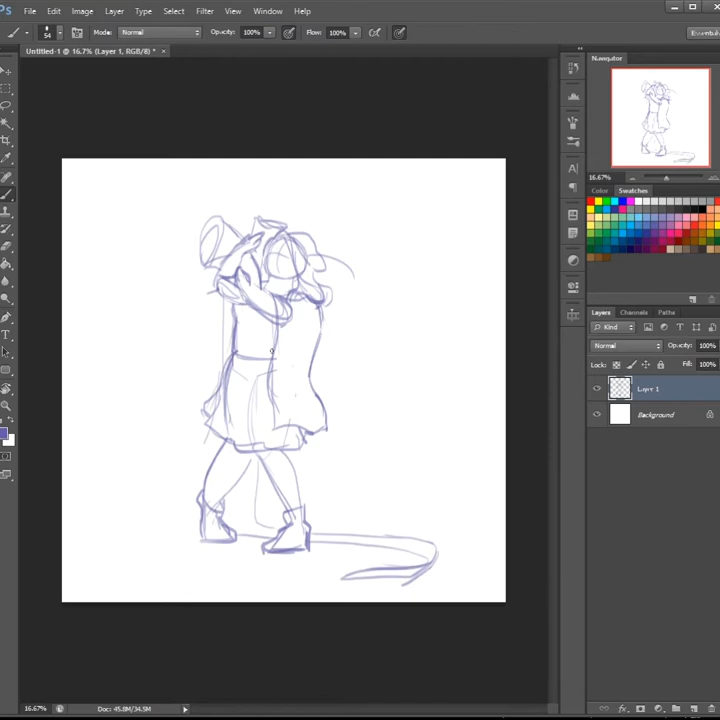 Ps File Edit Image Layer Type Select Filter View Window Help
54 Mode: Normal Opacity: 100% Flow: 100% Essentials
Untitled-1 @ 16.7% (Layer 1, RGB/8) * ×
Navigator
16.67%
Color Swatches
Layers Channels Paths
Kind
Normal Opacity: 100%
Lock: Fill: 100%
Layer 1
Background
16.67% Doc: 45.8M/34.5M